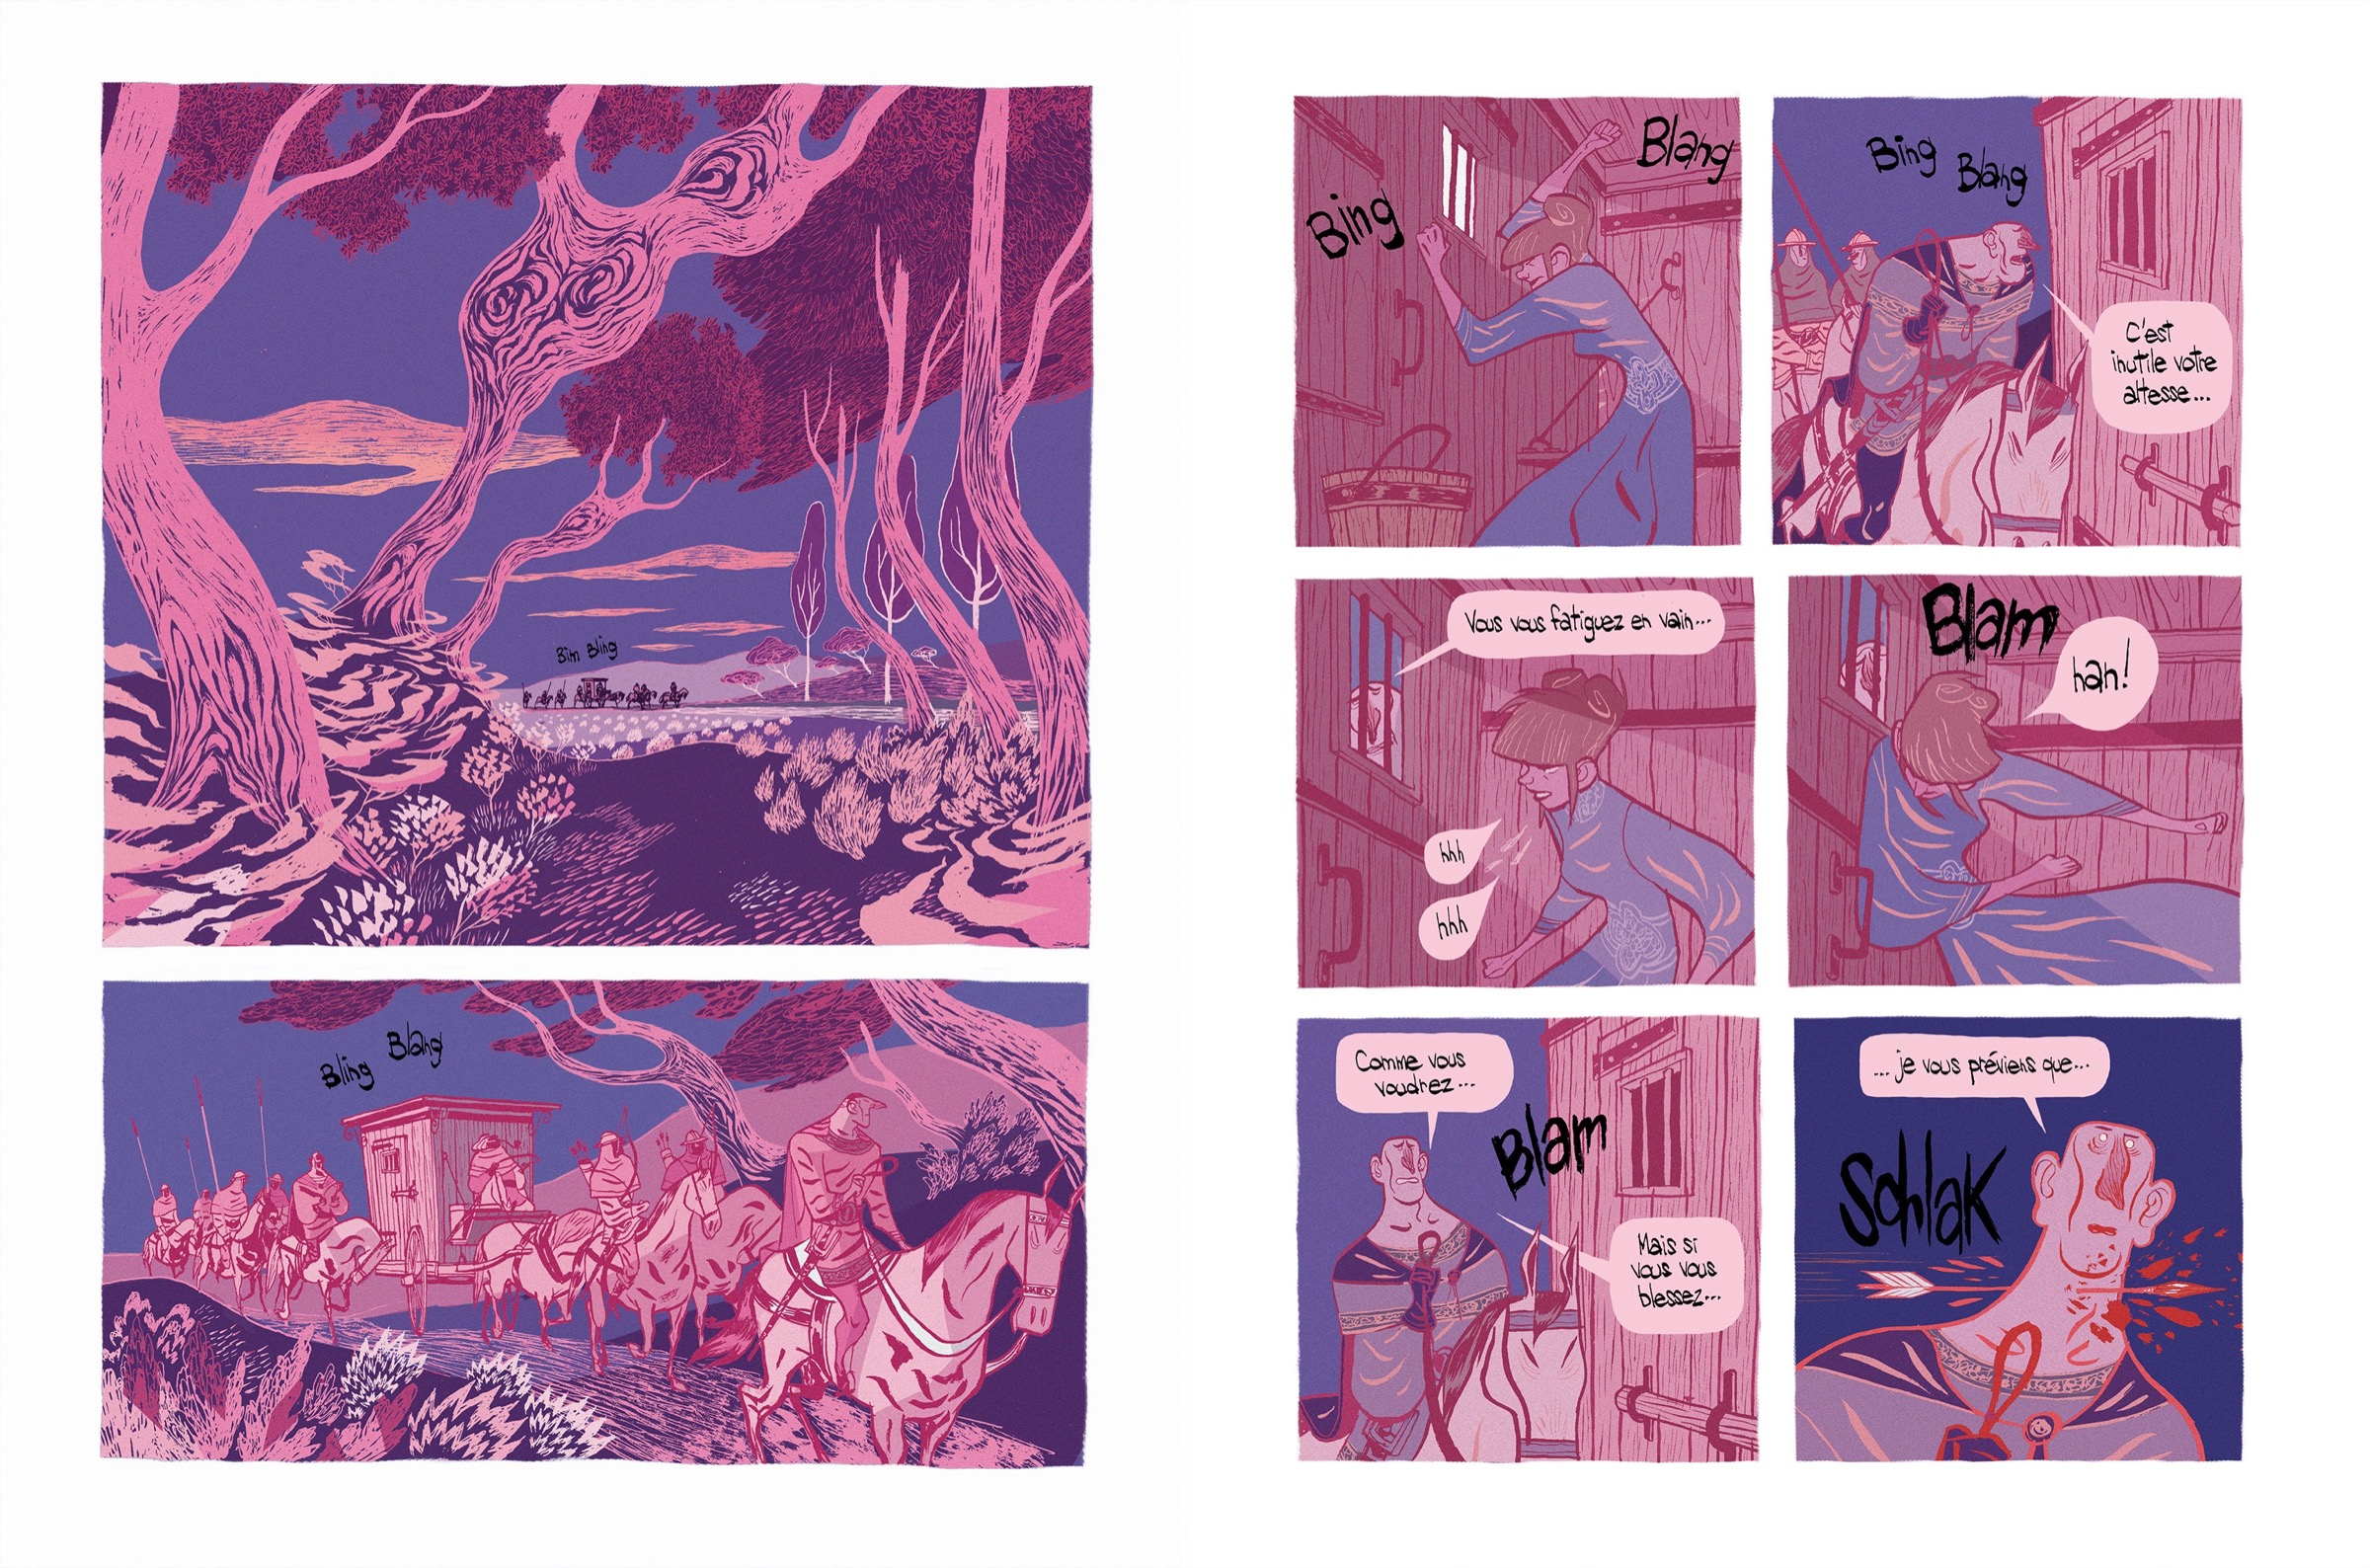 Bim Bling
Bling Blang
Bing
Blang
Bing Blang
C'est
inutile votre
altesse...
Vous vous fatiguez en vain...
hhh
hhh
Blam
han!
Comme vous
voudrez...
Blam
Mais si
vous vous
blessez...
... je vous préviens que...
Schlak